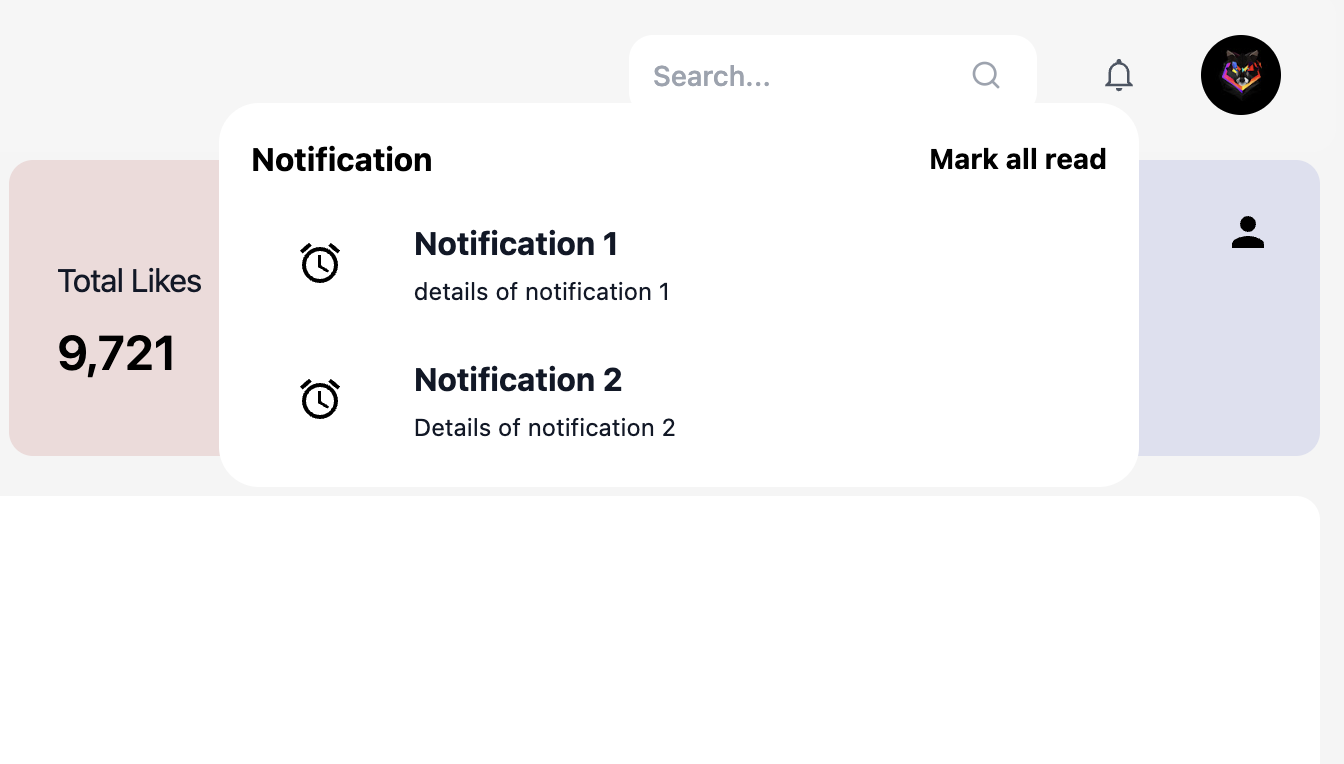 Search...
Notification
Mark all read
Notification 1
details of notification 1
Total Likes
9,721
Notification 2
Details of notification 2